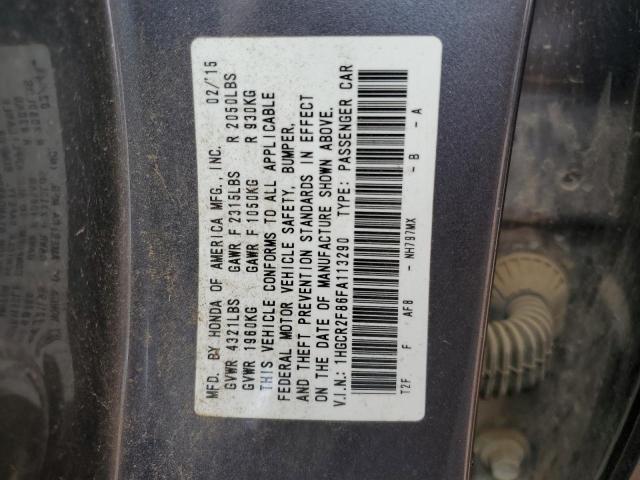 MFD. BY HONDA OF AMERICA MFG., INC. 02/'15
GVWR 4321LBS GAWR F 2315LBS R 2050LBS
GVWR 1960KG GAWR F 1050KG R 930KG
THIS VEHICLE CONFORMS TO ALL APPLICABLE
FEDERAL MOTOR VEHICLE SAFETY, BUMPER,
AND THEFT PREVENTION STANDARDS IN EFFECT
ON THE DATE OF MANUFACTURE SHOWN ABOVE.
V.I.N.: 1HGCR2F86FA113290 TYPE: PASSENGER CAR
T2F F AFB - NH797MX - B - A